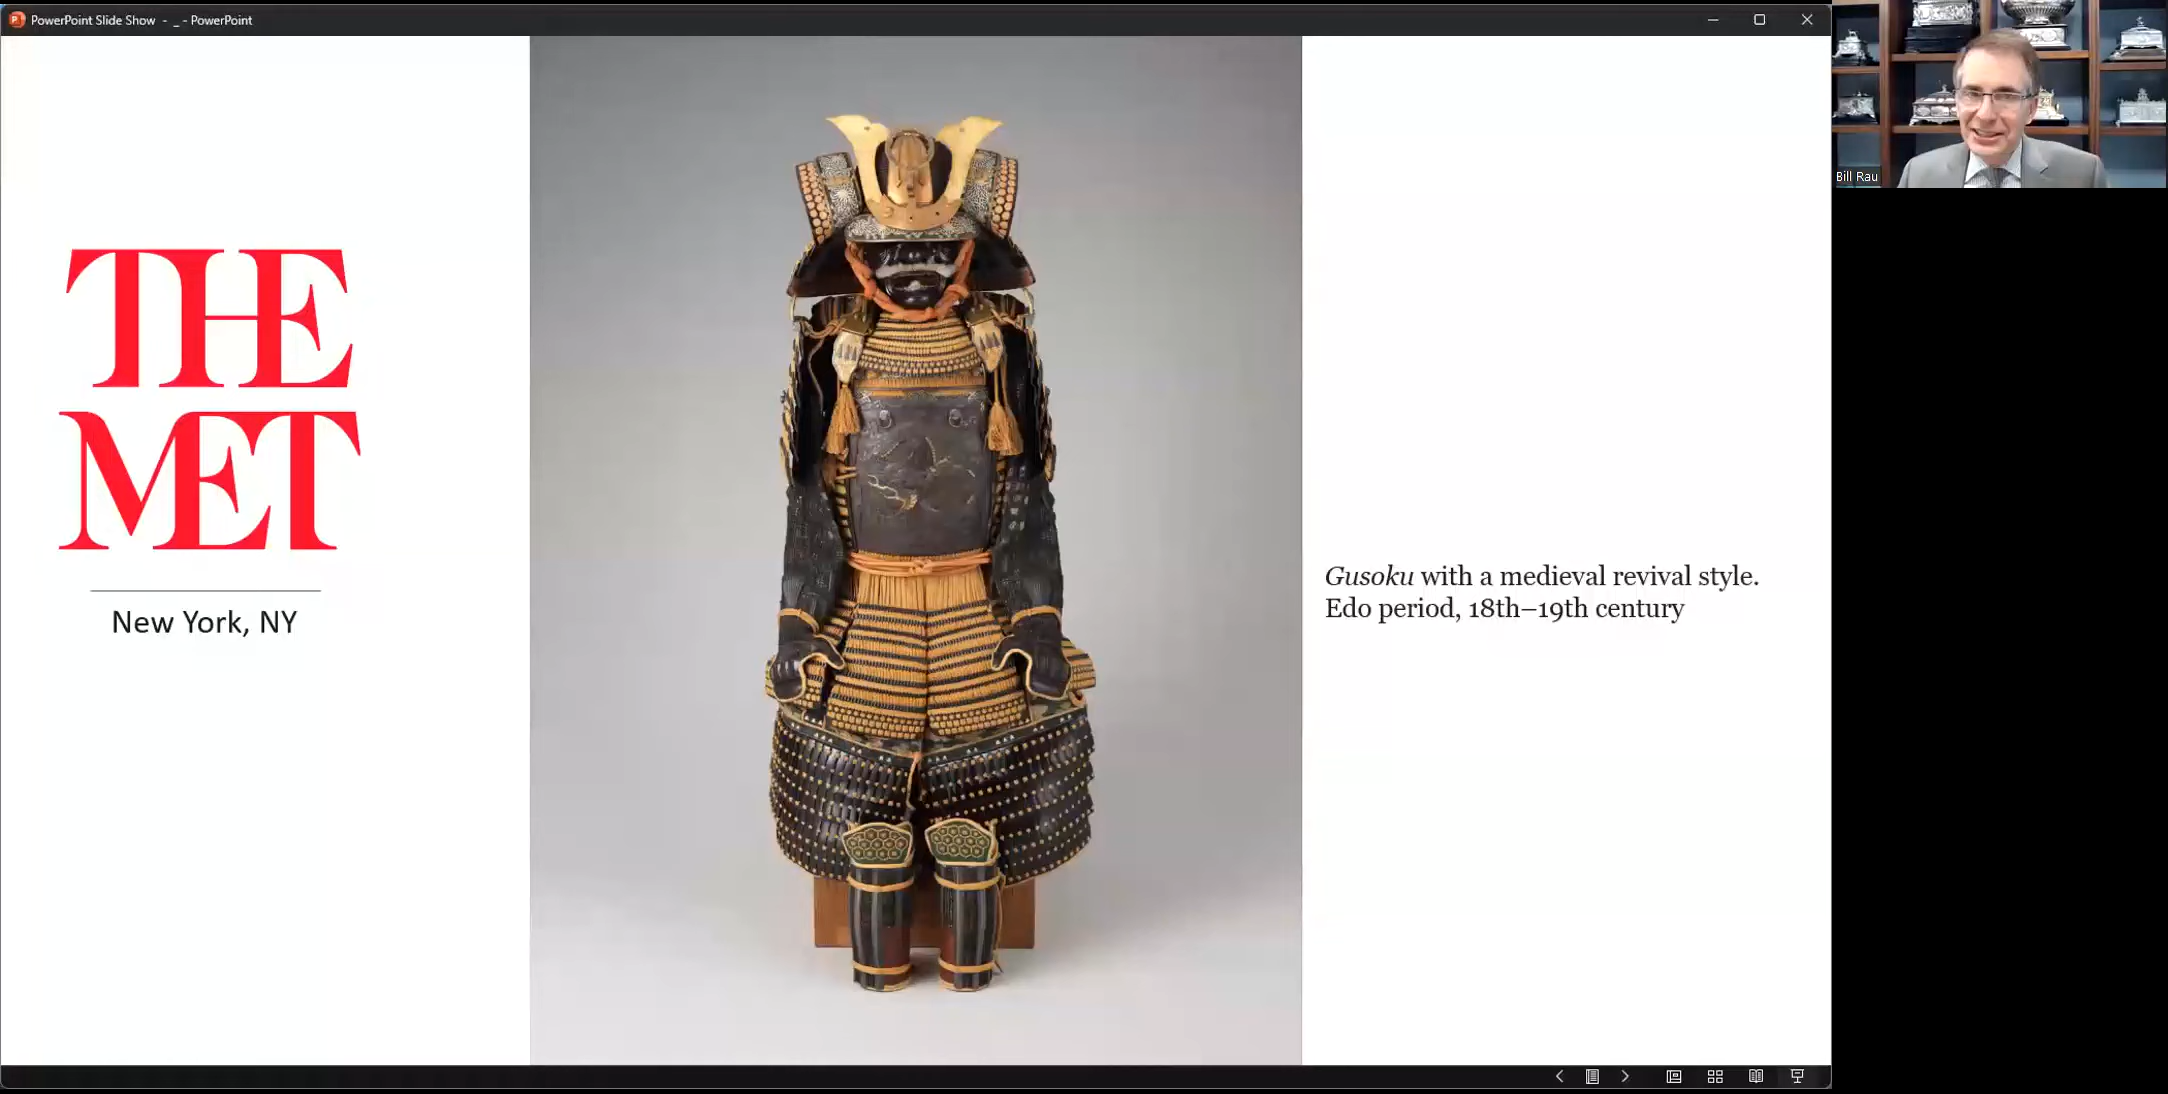 PowerPoint Slide Show - _ - PowerPoint
THE
MET
New York, NY
Gusoku with a medieval revival style.
Edo period, 18th–19th century
Bill Rau